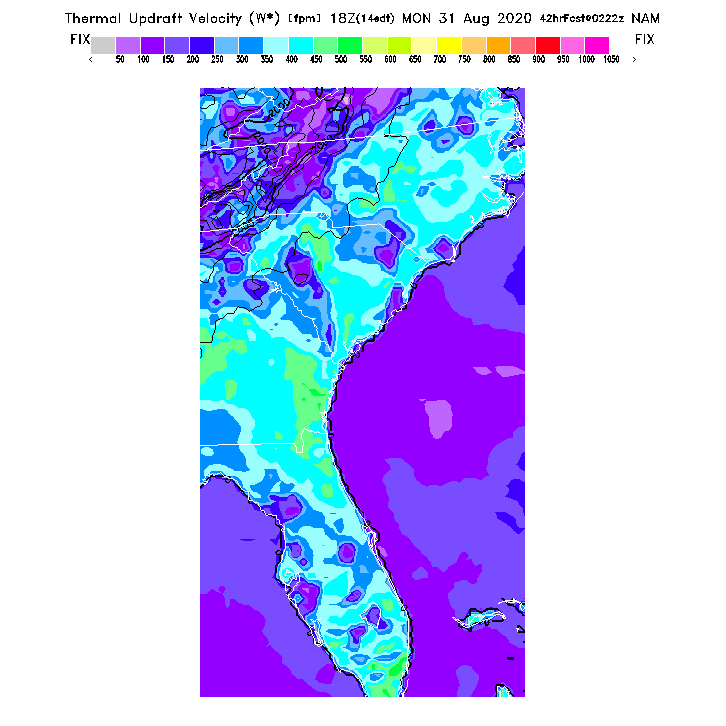 Thermal Updraft Velocity (W*) [fpm] 18Z(14edt) MON 31 Aug 2020 42hrFcst@0222z NAM
FIX FIX
< 50 100 150 200 250 300 350 400 450 500 550 600 650 700 750 800 850 900 950 1000 1050 >